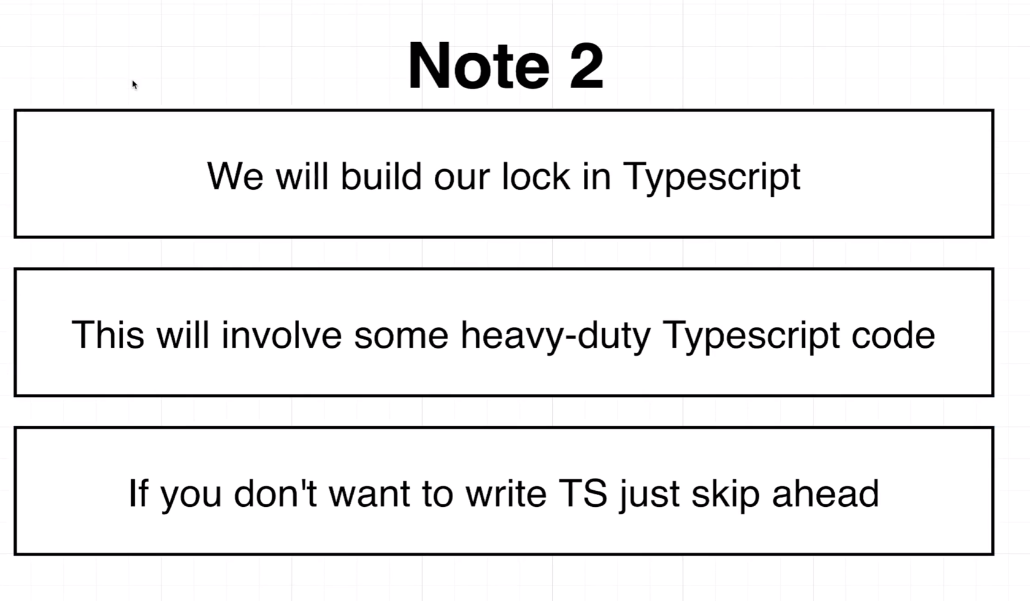 Note 2
We will build our lock in Typescript
This will involve some heavy-duty Typescript code
If you don't want to write TS just skip ahead